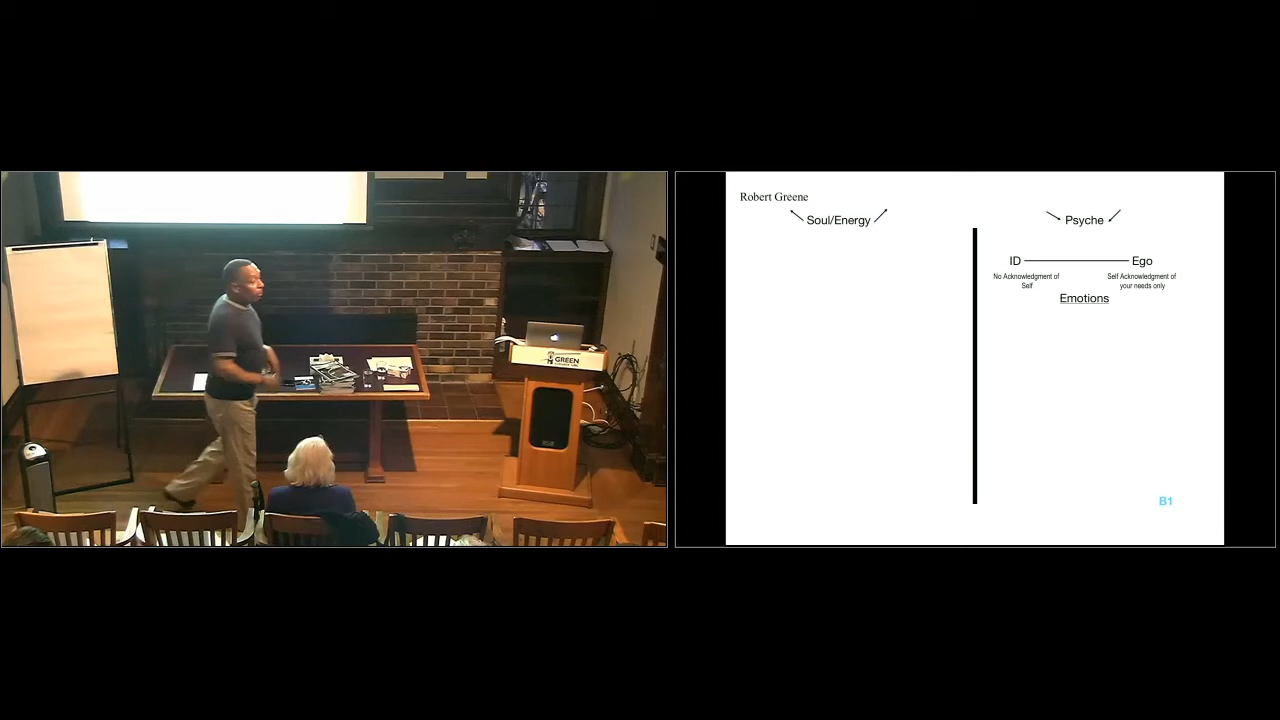 GREEN
Robert Greene
Soul/Energy
Psyche
ID
Ego
No Acknowledgment of
Self
Self Acknowledgment of
your needs only
Emotions
B1